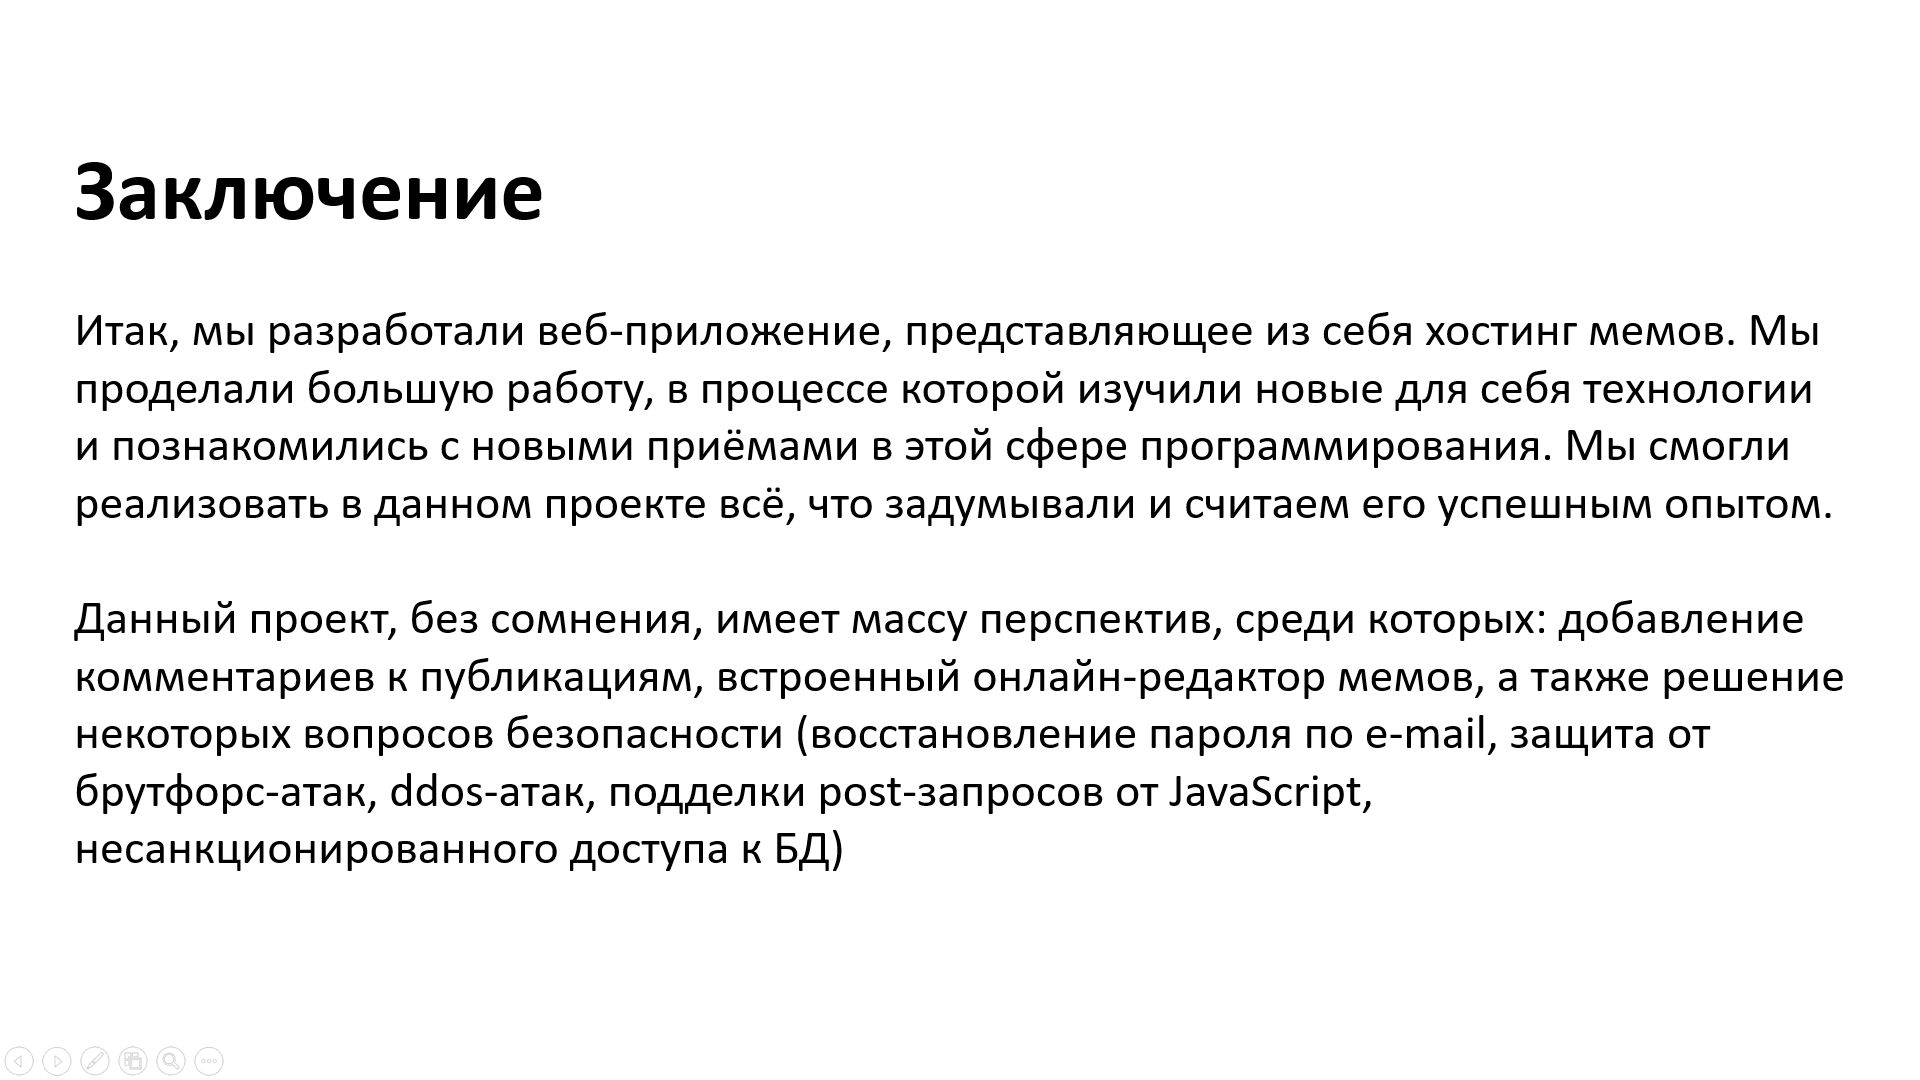 Заключение
Итак, мы разработали веб-приложение, представляющее из себя хостинг мемов. Мы
проделали большую работу, в процессе которой изучили новые для себя технологии
и познакомились с новыми приёмами в этой сфере программирования. Мы смогли
реализовать в данном проекте всё, что задумывали и считаем его успешным опытом.
Данный проект, без сомнения, имеет массу перспектив, среди которых: добавление
комментариев к публикациям, встроенный онлайн-редактор мемов, а также решение
некоторых вопросов безопасности (восстановление пароля по e-mail, защита от
брутфорс-атак, ddos-атак, подделки post-запросов от JavaScript,
несанкционированного доступа к БД)